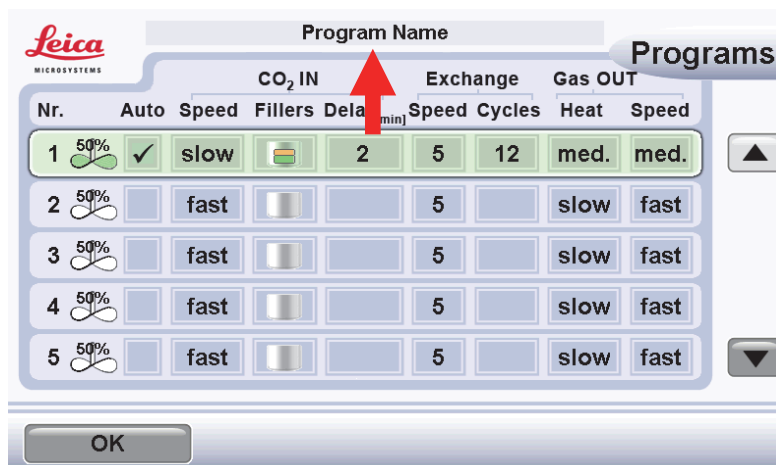 Leica
MICROSYSTEMS
Program Name
Programs
CO₂ IN Exchange Gas OUT
Nr. Auto Speed Fillers min] Speed Cycles Heat Speed
1 50% ✓ slow 2 5 12 med. med.
2 50% fast 5 slow fast
3 50% fast 5 slow fast
4 50% fast 5 slow fast
5 50% fast 5 slow fast
OK